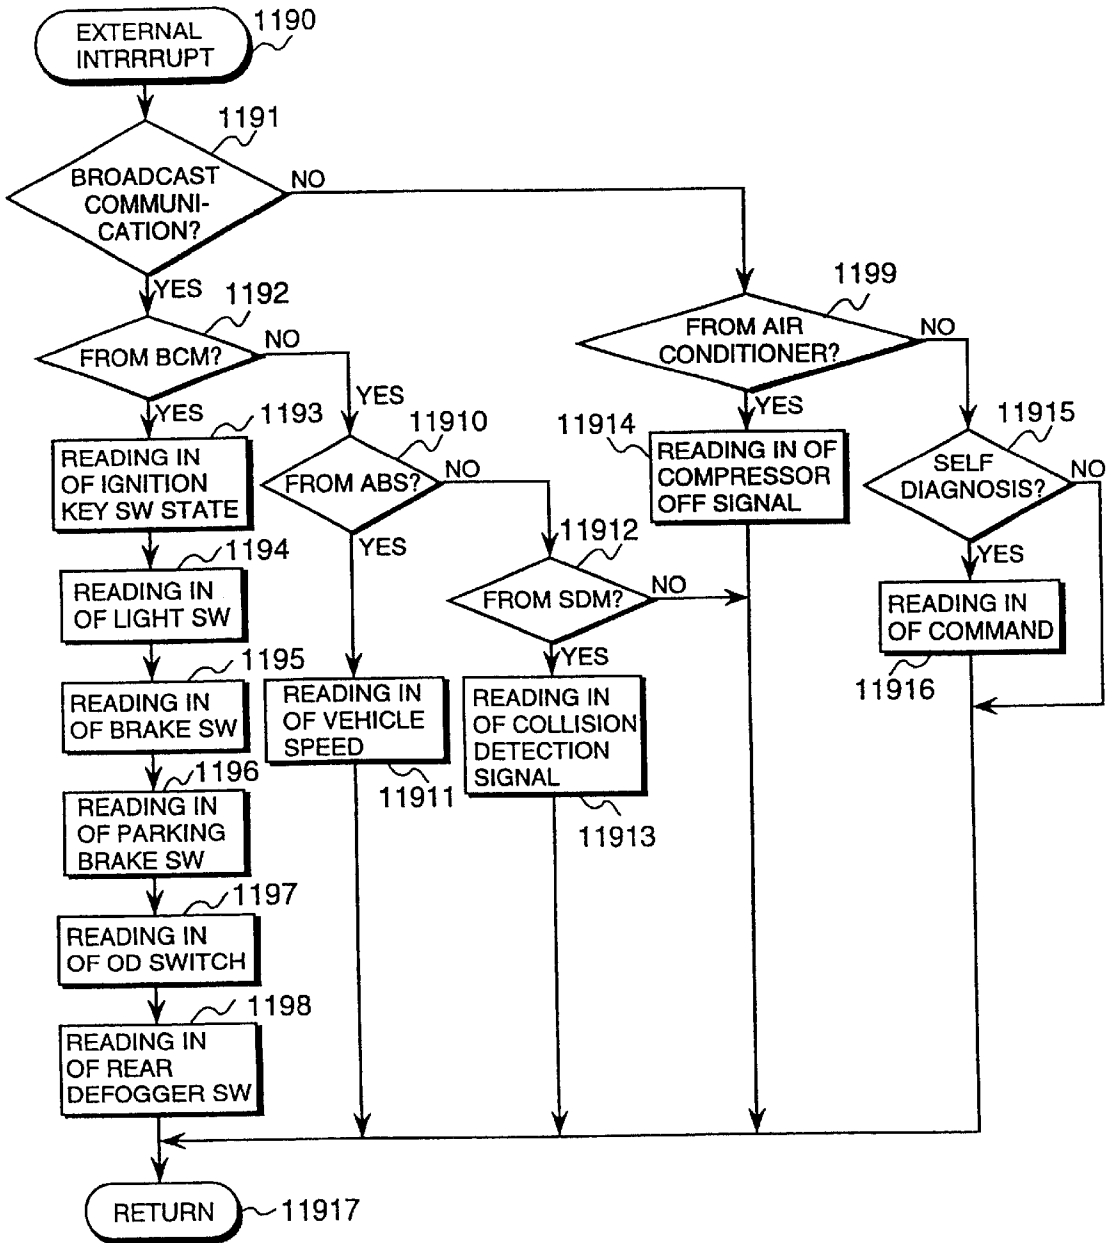 EXTERNAL
INTRRRUPT
1190
1191
BROADCAST
COMMUNI-
CATION?
NO
YES
1192
FROM BCM?
NO
YES
YES
1193
READING IN
OF IGNITION
KEY SW STATE
1194
READING IN
OF LIGHT SW
1195
READING IN
OF BRAKE SW
1196
READING IN
OF PARKING
BRAKE SW
1197
READING IN
OF OD SWITCH
1198
READING IN
OF REAR
DEFOGGER SW
11910
FROM ABS?
NO
YES
READING IN
OF VEHICLE
SPEED
11911
11912
FROM SDM?
NO
YES
READING IN
OF COLLISION
DETECTION
SIGNAL
11913
1199
FROM AIR
CONDITIONER?
NO
YES
11914
READING IN OF
COMPRESSOR
OFF SIGNAL
11915
SELF
DIAGNOSIS?
NO
YES
READING IN
OF COMMAND
11916
RETURN
11917